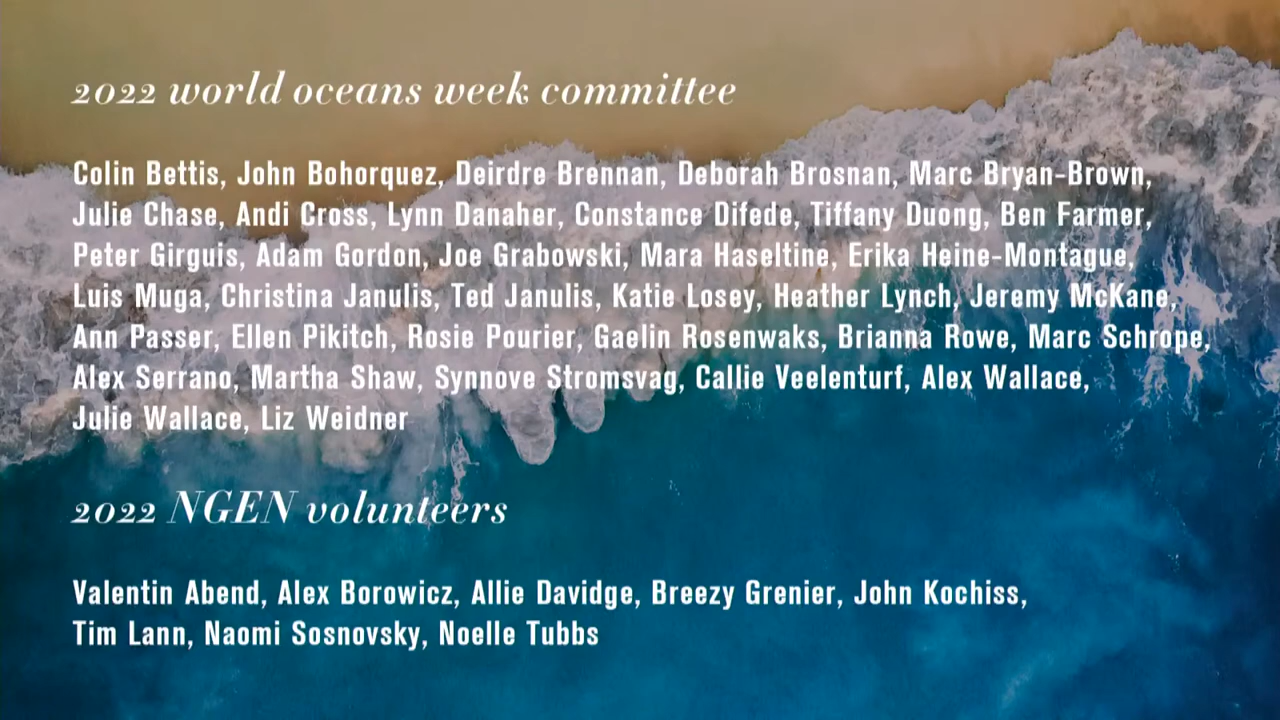 2022 world oceans week committee
Colin Bettis, John Bohorquez, Deirdre Brennan, Deborah Brosnan, Marc Bryan-Brown,
Julie Chase, Andi Cross, Lynn Danaher, Constance Difede, Tiffany Duong, Ben Farmer,
Peter Girguis, Adam Gordon, Joe Grabowski, Mara Haseltine, Erika Heine-Montague,
Luis Muga, Christina Janulis, Ted Janulis, Katie Losey, Heather Lynch, Jeremy McKane,
Ann Passer, Ellen Pikitch, Rosie Pourier, Gaelin Rosenwaks, Brianna Rowe, Marc Schrope,
Alex Serrano, Martha Shaw, Synnove Stromsvag, Callie Veelenturf, Alex Wallace,
Julie Wallace, Liz Weidner
2022 NGEN volunteers
Valentin Abend, Alex Borowicz, Allie Davidge, Breezy Grenier, John Kochiss,
Tim Lann, Naomi Sosnovsky, Noelle Tubbs